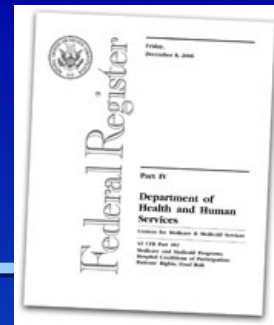 Federal Register
Friday,
December 8, 2006
Part IV
Department of
Health and Human
Services
Centers for Medicare & Medicaid Services
42 CFR Part 482
Medicare and Medicaid Programs;
Hospital Conditions of Participation:
Patients' Rights; Final Rule